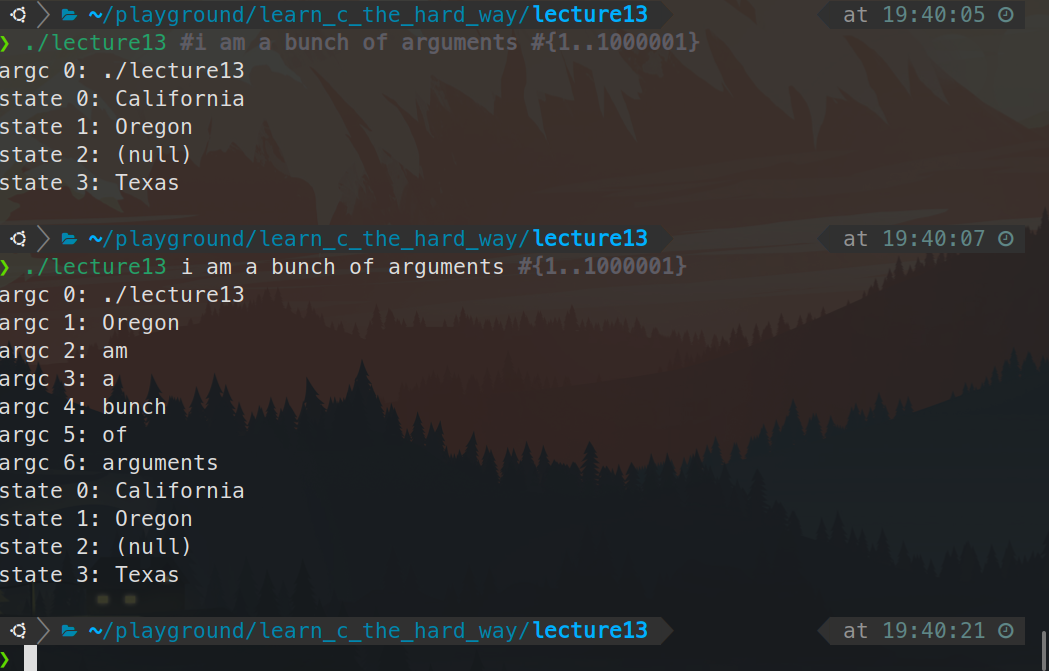 ~/playground/learn_c_the_hard_way/lecture13 at 19:40:05
❯ ./lecture13 #i am a bunch of arguments #{1..1000001}
argc 0: ./lecture13
state 0: California
state 1: Oregon
state 2: (null)
state 3: Texas
~/playground/learn_c_the_hard_way/lecture13 at 19:40:07
❯ ./lecture13 i am a bunch of arguments #{1..1000001}
argc 0: ./lecture13
argc 1: Oregon
argc 2: am
argc 3: a
argc 4: bunch
argc 5: of
argc 6: arguments
state 0: California
state 1: Oregon
state 2: (null)
state 3: Texas
~/playground/learn_c_the_hard_way/lecture13 at 19:40:21
❯